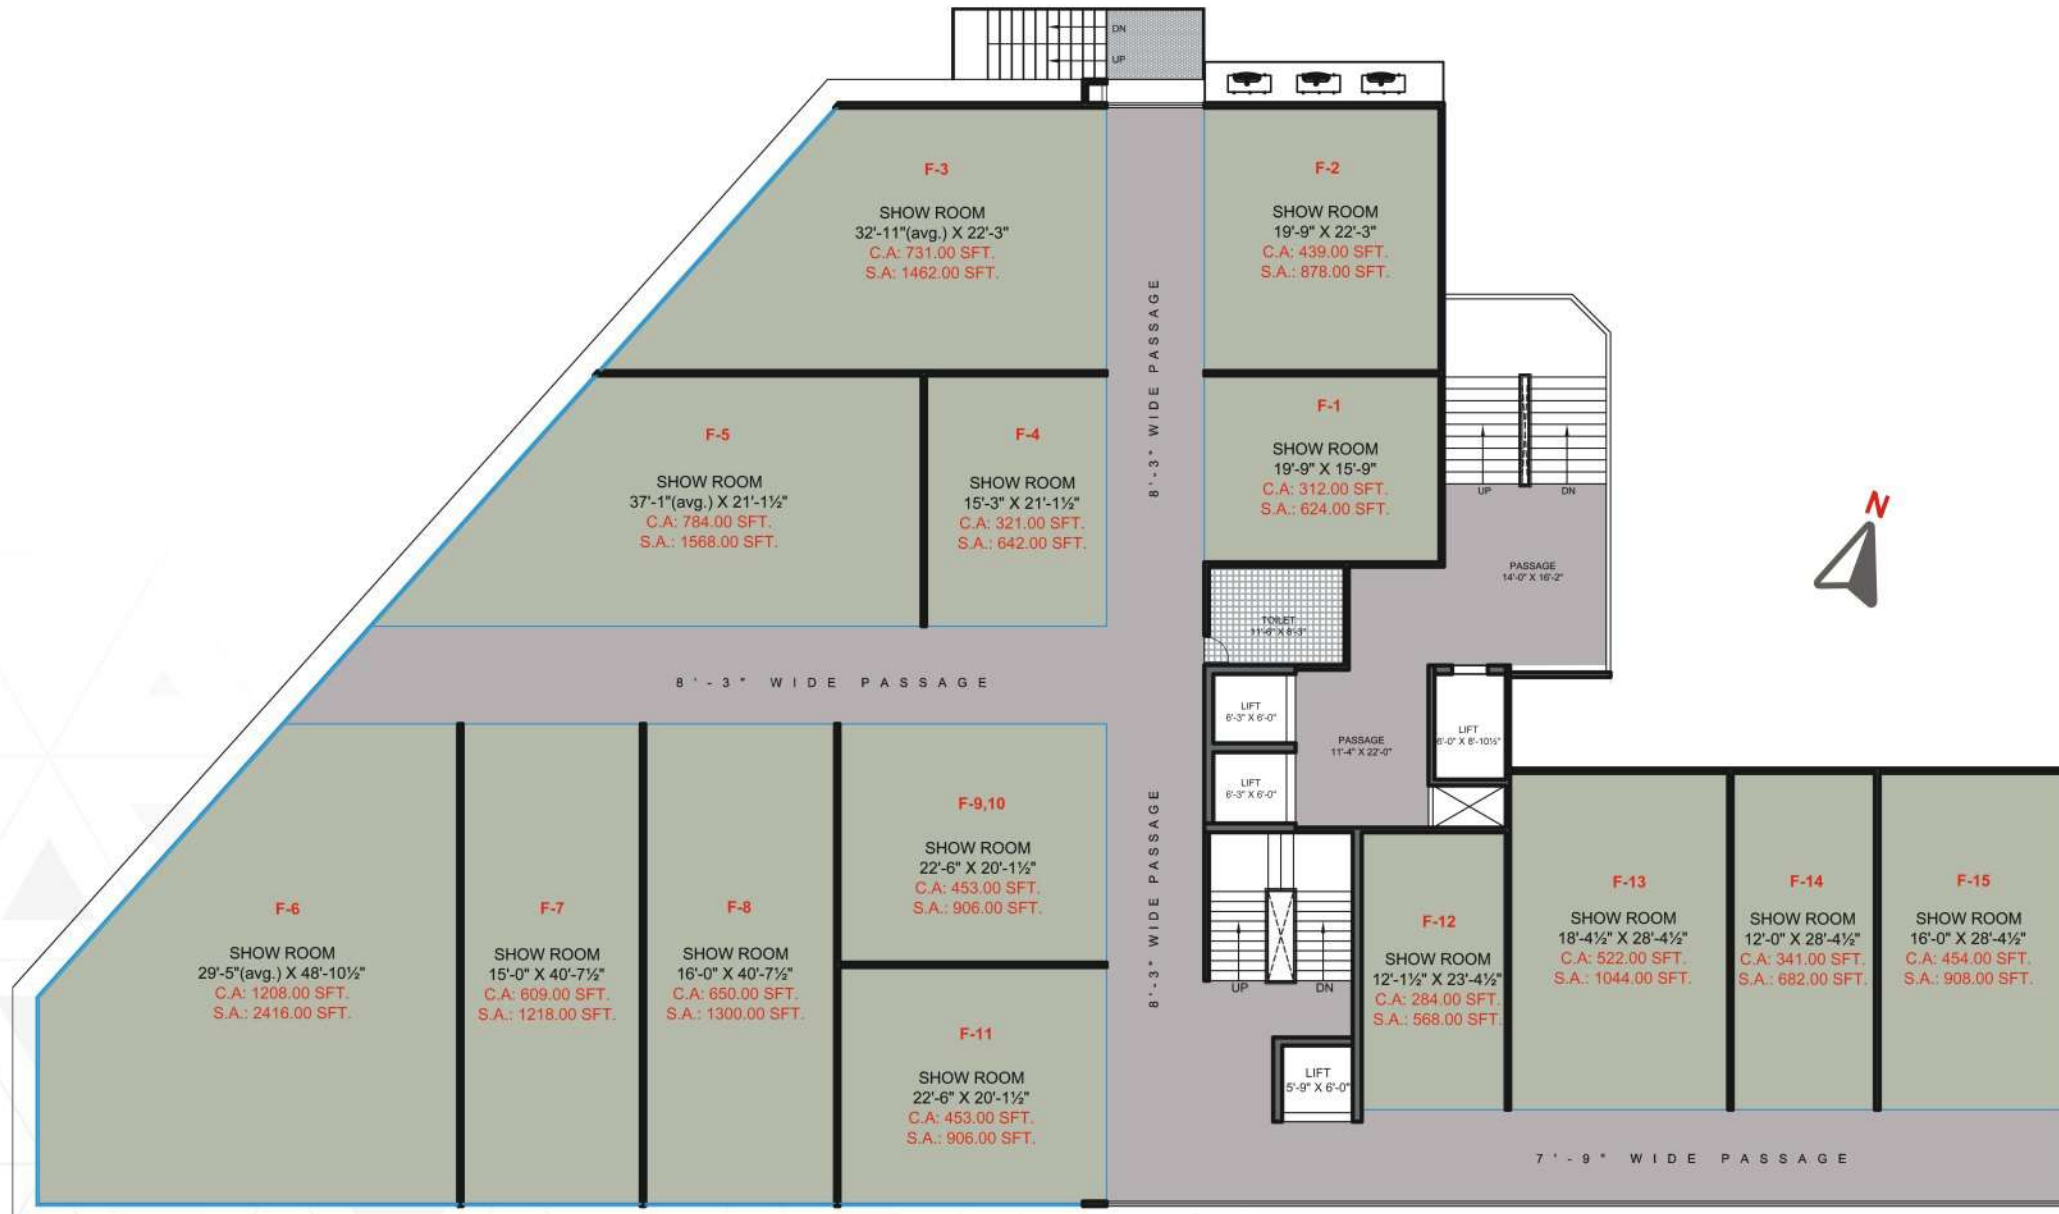 DN
UP
F-3
SHOW ROOM
32'-11"(avg.) X 22'-3"
C.A: 731.00 SFT.
S.A: 1462.00 SFT.
F-2
SHOW ROOM
19'-9" X 22'-3"
C.A: 439.00 SFT.
S.A.: 878.00 SFT.
8'-3" WIDE PASSAGE
F-5
SHOW ROOM
37'-1"(avg.) X 21'-1½"
C.A: 784.00 SFT.
S.A.: 1568.00 SFT.
F-4
SHOW ROOM
15'-3" X 21'-1½"
C.A: 321.00 SFT.
S.A.: 642.00 SFT.
F-1
SHOW ROOM
19'-9" X 15'-9"
C.A: 312.00 SFT.
S.A.: 624.00 SFT.
UP
DN
N
PASSAGE
14'-0" X 16'-2"
TOILET
11'-6" X 8'-3"
8'-3" WIDE PASSAGE
LIFT
6'-3" X 6'-0"
PASSAGE
11'-4" X 22'-0"
LIFT
6'-0" X 8'-10½"
LIFT
6'-3" X 6'-0"
8'-3" WIDE PASSAGE
F-6
SHOW ROOM
29'-5"(avg.) X 48'-10½"
C.A: 1208.00 SFT.
S.A.: 2416.00 SFT.
F-7
SHOW ROOM
15'-0" X 40'-7½"
C.A: 609.00 SFT.
S.A.: 1218.00 SFT.
F-8
SHOW ROOM
16'-0" X 40'-7½"
C.A: 650.00 SFT.
S.A.: 1300.00 SFT.
F-9,10
SHOW ROOM
22'-6" X 20'-1½"
C.A: 453.00 SFT.
S.A.: 906.00 SFT.
F-11
SHOW ROOM
22'-6" X 20'-1½"
C.A: 453.00 SFT.
S.A.: 906.00 SFT.
UP
DN
LIFT
5'-9" X 6'-0"
F-12
SHOW ROOM
12'-1½" X 23'-4½"
C.A: 284.00 SFT.
S.A.: 568.00 SFT.
F-13
SHOW ROOM
18'-4½" X 28'-4½"
C.A: 522.00 SFT.
S.A.: 1044.00 SFT.
F-14
SHOW ROOM
12'-0" X 28'-4½"
C.A: 341.00 SFT.
S.A.: 682.00 SFT.
F-15
SHOW ROOM
16'-0" X 28'-4½"
C.A: 454.00 SFT.
S.A.: 908.00 SFT.
7'-9" WIDE PASSAGE